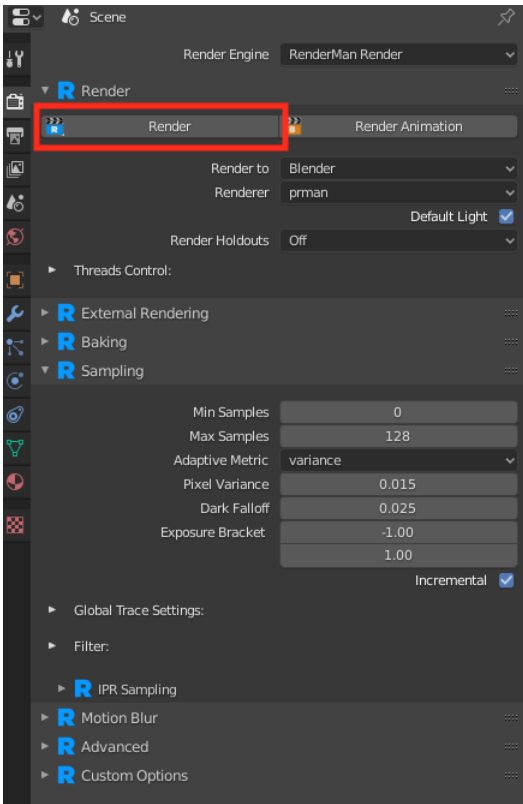 Scene
Render Engine RenderMan Render
R Render
R Render Render Animation
Render to Blender
Renderer prman
Default Light
Render Holdouts Off
Threads Control:
R External Rendering
R Baking
R Sampling
Min Samples 0
Max Samples 128
Adaptive Metric variance
Pixel Variance 0.015
Dark Falloff 0.025
Exposure Bracket -1.00
1.00
Incremental
Global Trace Settings:
Filter:
R IPR Sampling
R Motion Blur
R Advanced
R Custom Options